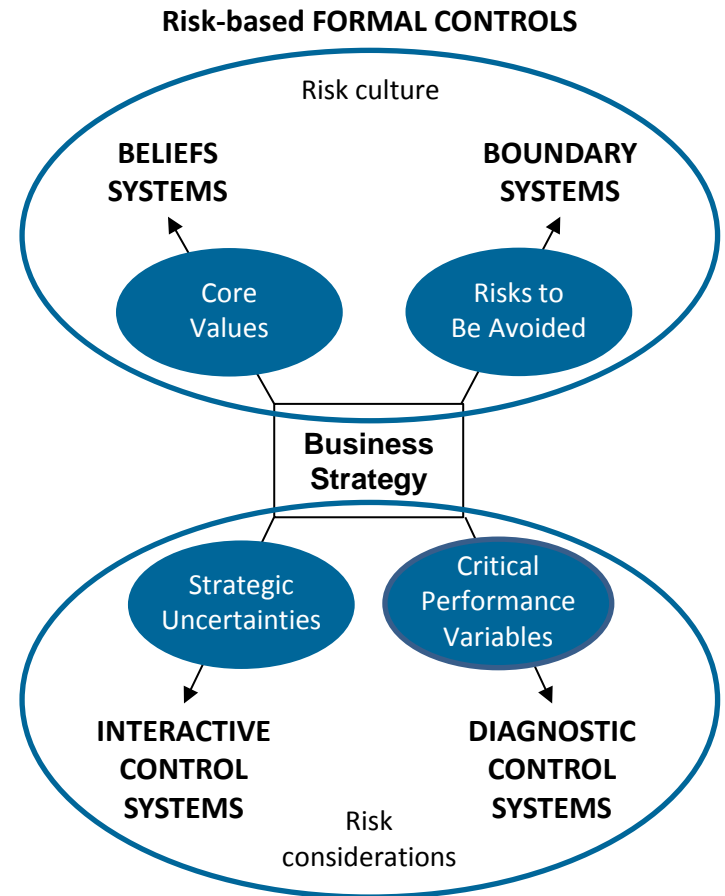 Risk-based FORMAL CONTROLS
Risk culture
BELIEFS
SYSTEMS
BOUNDARY
SYSTEMS
Core
Values
Risks to
Be Avoided
Business
Strategy
Strategic
Uncertainties
Critical
Performance
Variables
INTERACTIVE
CONTROL
SYSTEMS
DIAGNOSTIC
CONTROL
SYSTEMS
Risk
considerations